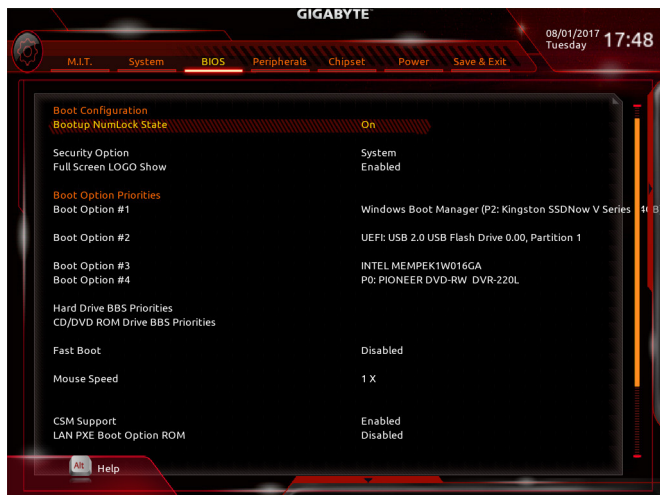 GIGABYTE™
08/01/2017 17:48
Tuesday
M.I.T. System BIOS Peripherals Chipset Power Save & Exit
Boot Configuration
Bootup NumLock State On
Security Option System
Full Screen LOGO Show Enabled
Boot Option Priorities
Boot Option #1 Windows Boot Manager (P2: Kingston SSDNow V Series
Boot Option #2 UEFI: USB 2.0 USB Flash Drive 0.00, Partition 1
Boot Option #3 INTEL MEMPEK1W016GA
Boot Option #4 P0: PIONEER DVD-RW DVR-220L
Hard Drive BBS Priorities
CD/DVD ROM Drive BBS Priorities
Fast Boot Disabled
Mouse Speed 1 X
CSM Support Enabled
LAN PXE Boot Option ROM Disabled
Alt Help